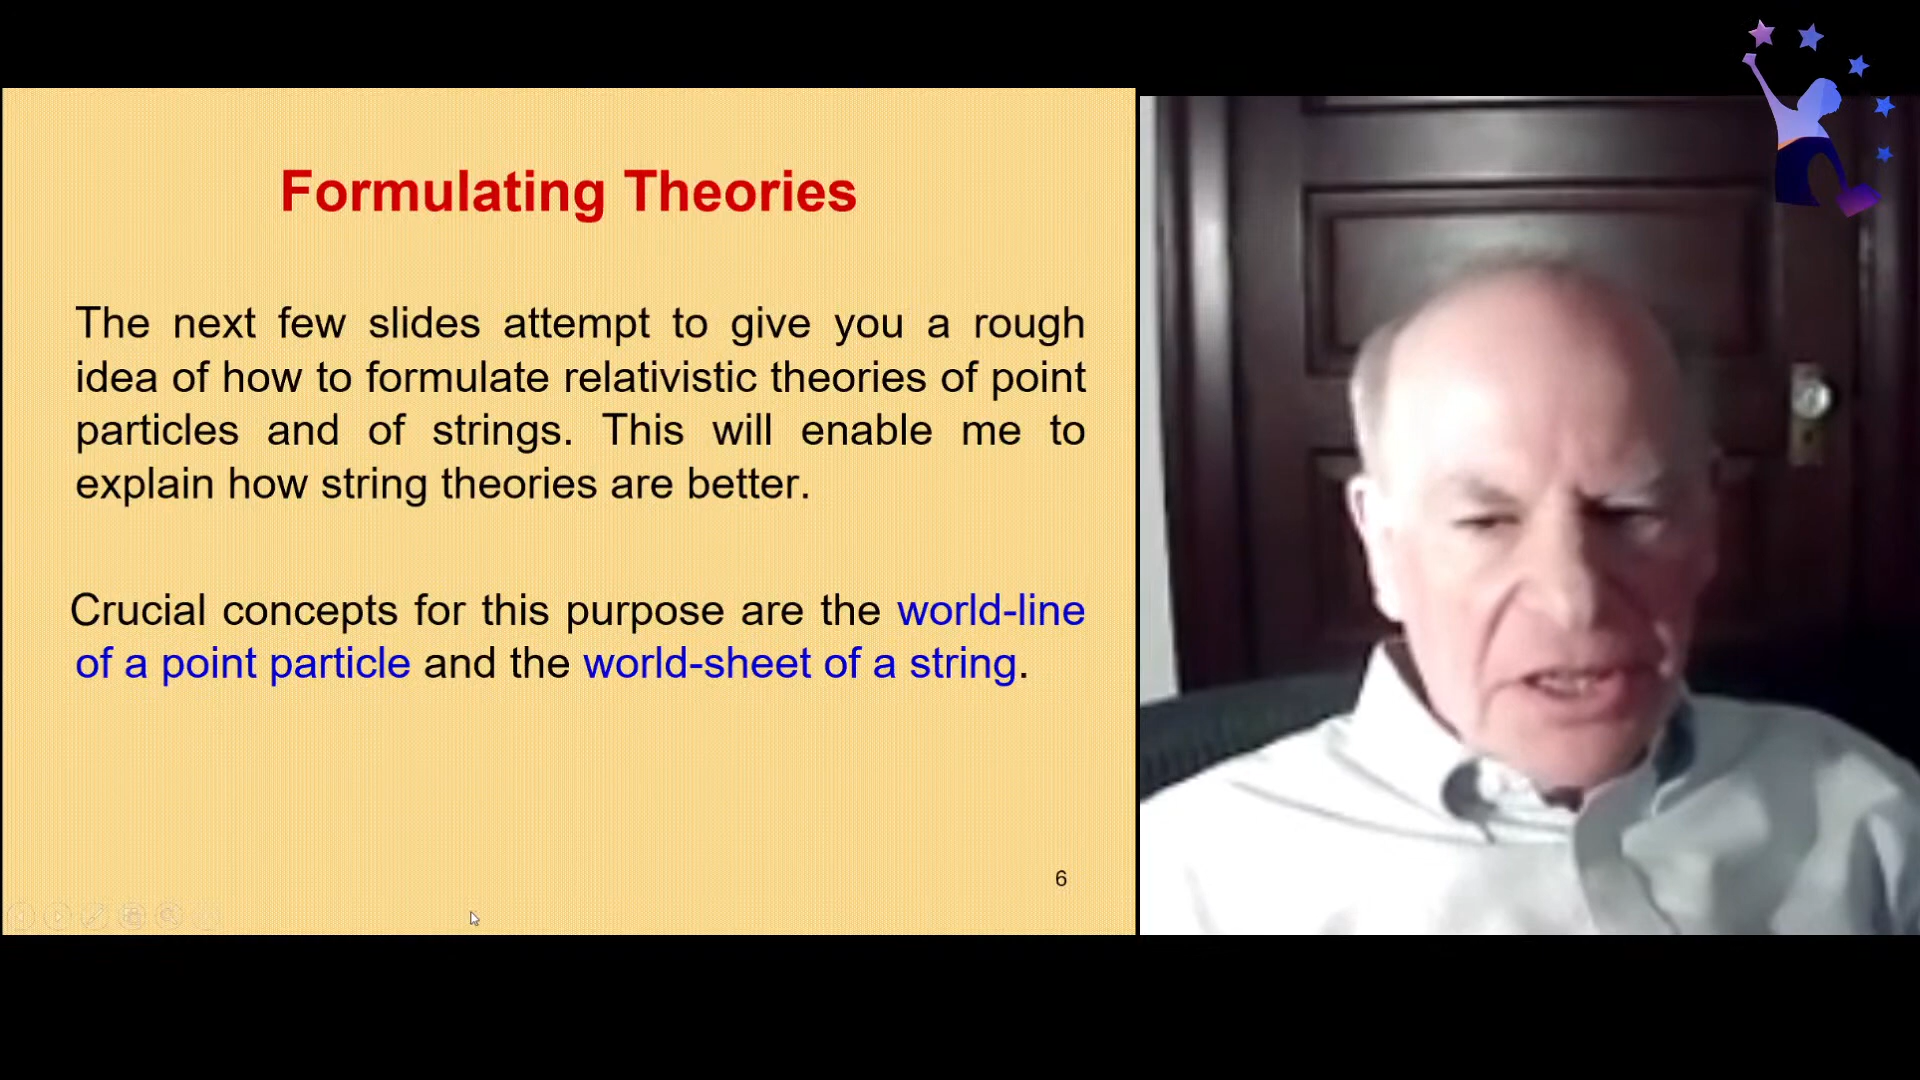 Formulating Theories
The next few slides attempt to give you a rough
idea of how to formulate relativistic theories of point
particles and of strings. This will enable me to
explain how string theories are better.
Crucial concepts for this purpose are the world-line
of a point particle and the world-sheet of a string.
6